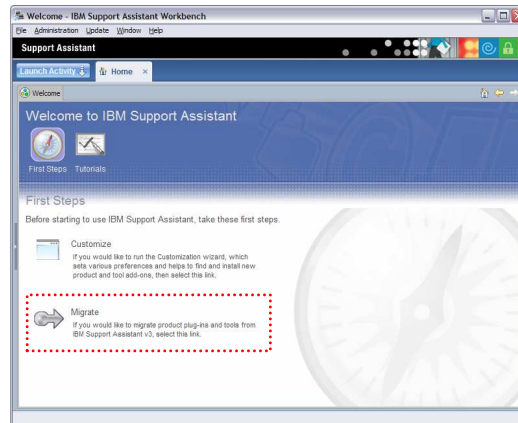 Welcome - IBM Support Assistant Workbench
File Administration Update Window Help
Support Assistant
Launch Activity
Home
Welcome
Welcome to IBM Support Assistant
First Steps Tutorials
First Steps
Before starting to use IBM Support Assistant, take these first steps.
Customize
If you would like to run the Customization wizard, which
sets various preferences and helps to find and install new
product and tool add-ons, then select this link.
Migrate
If you would like to migrate product plug-ins and tools from
IBM Support Assistant v3, select this link.